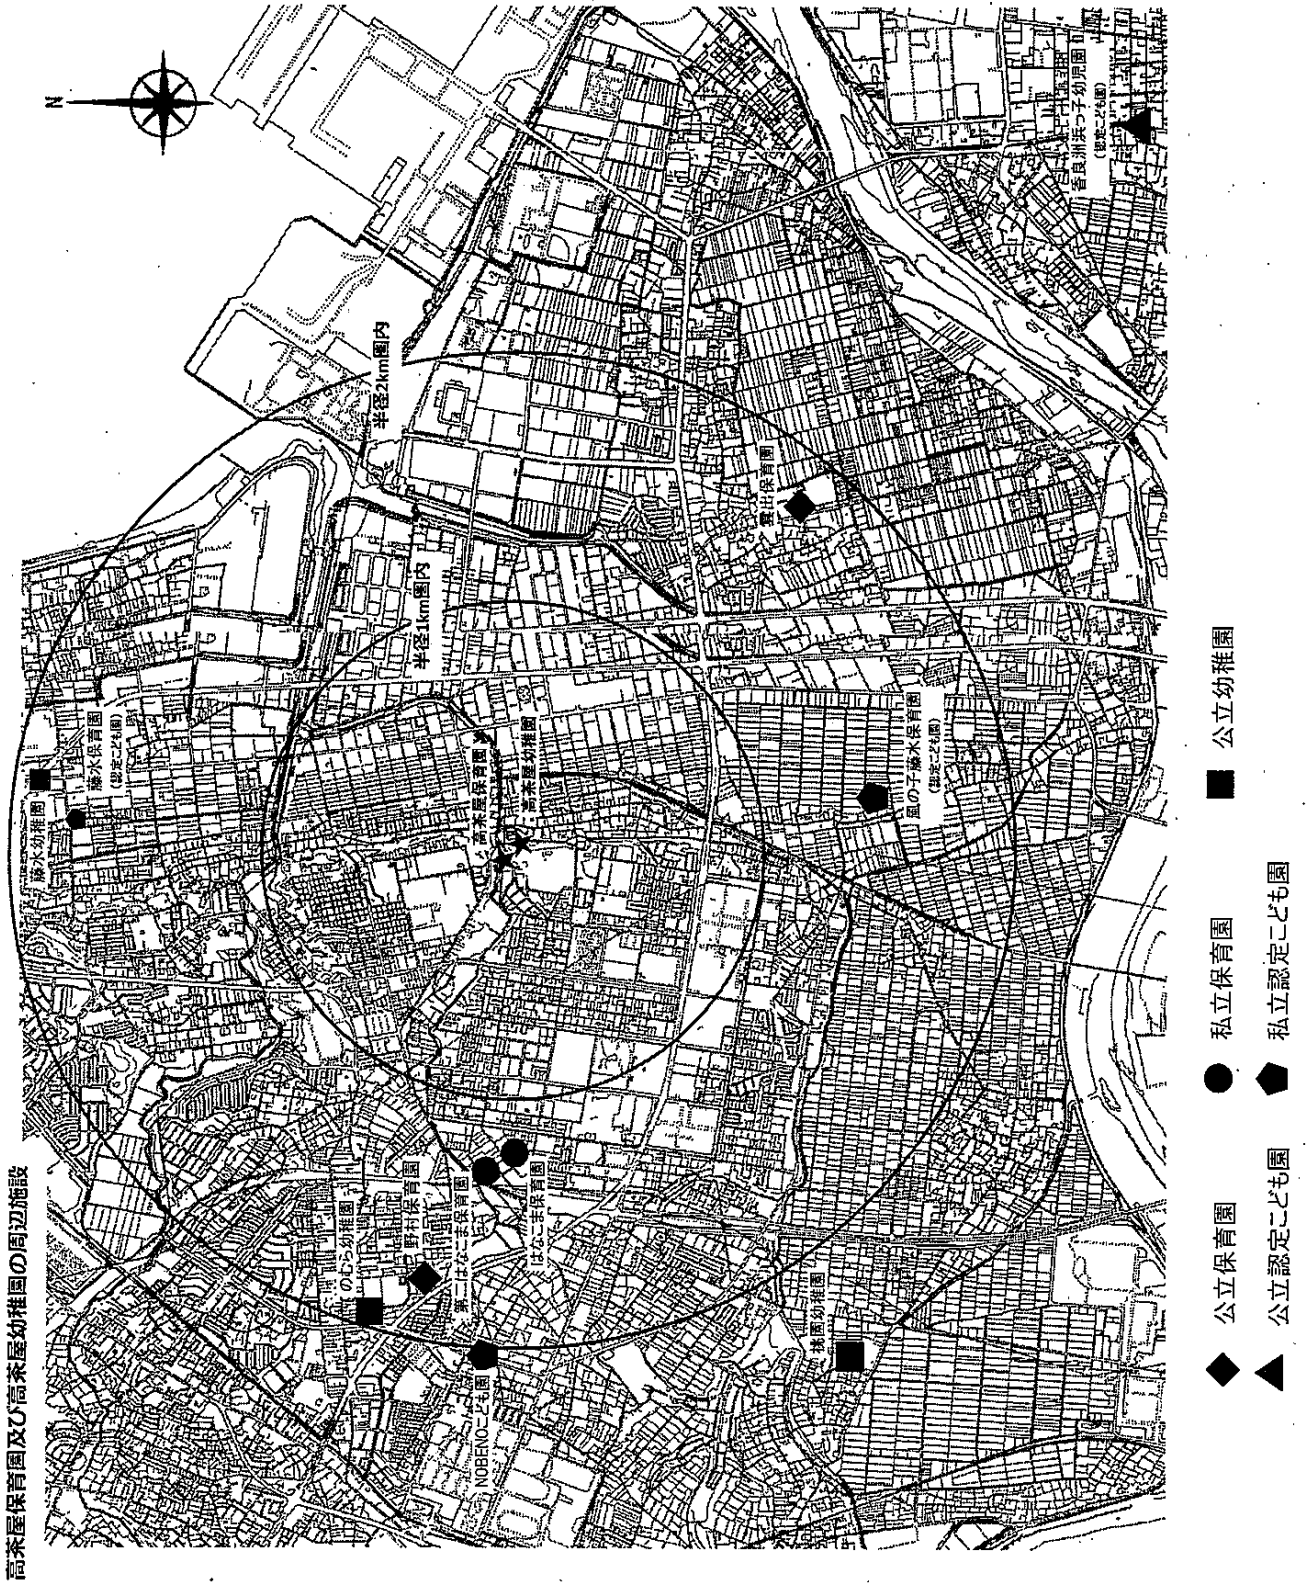 高茶屋保育園及び高茶屋幼稚園の周辺施設
N
藤水幼稚園
藤水保育園
(認定こども園)
半径2km圏内
半径1km圏内
高茶屋保育園
高茶屋幼稚園
のむら幼稚園
野村保育園
第二はなこま保育園
はなこま保育園
NOBENOこども園
桃園幼稚園
雲出保育園
風の子藤水保育園
(認定こども園)
香良洲浜っ子幼児園
(認定こども園)
公立保育園
私立保育園
公立幼稚園
公立認定こども園
私立認定こども園